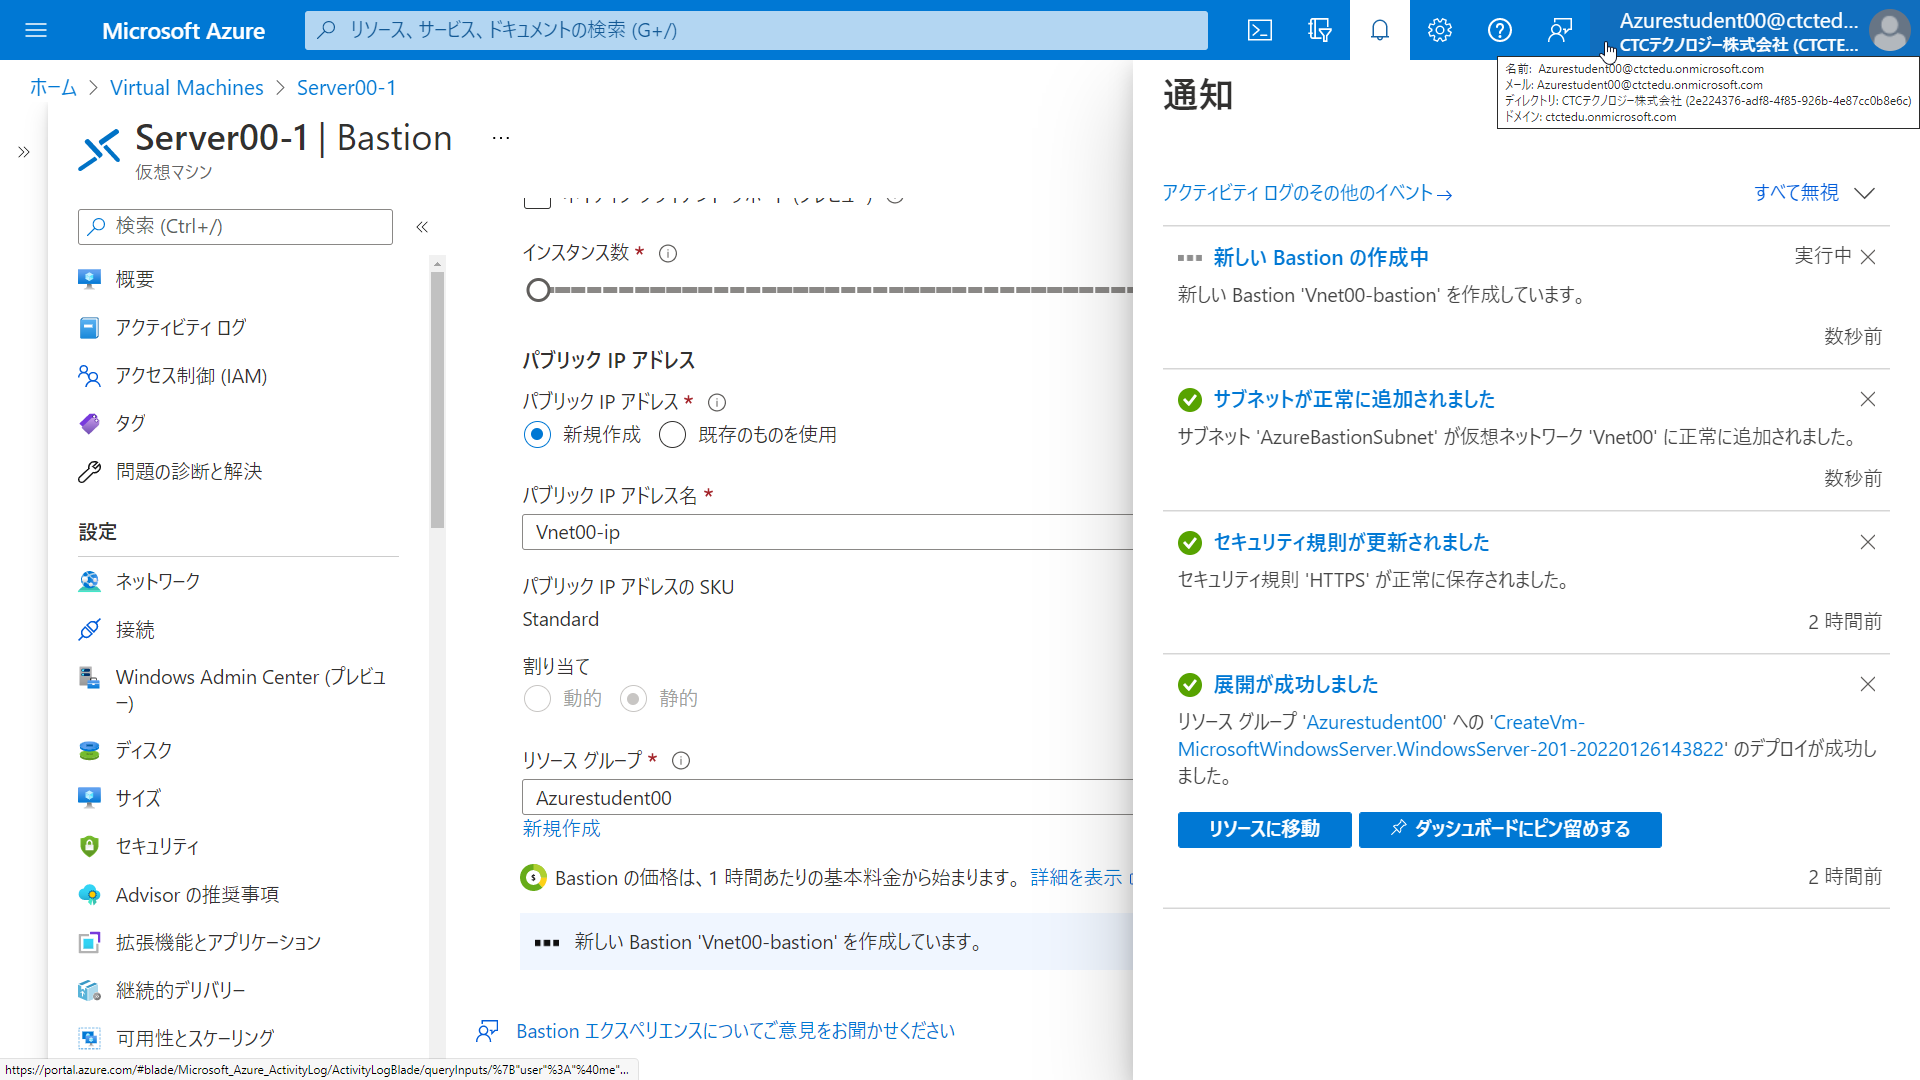 Microsoft Azure
リソース、サービス、ドキュメントの検索 (G+/)
Azurestudent00@ctcted...
CTCテクノロジー株式会社 (CTCTE...
名前: Azurestudent00@ctctedu.onmicrosoft.com
メール: Azurestudent00@ctctedu.onmicrosoft.com
ディレクトリ: CTCテクノロジー株式会社 (2e224376-adf8-4f85-926b-4e87cc0b8e6c)
ドメイン: ctctedu.onmicrosoft.com
ホーム > Virtual Machines > Server00-1
Server00-1 | Bastion ...
仮想マシン
検索 (Ctrl+/)
概要
アクティビティ ログ
アクセス制御 (IAM)
タグ
問題の診断と解決
設定
ネットワーク
接続
Windows Admin Center (プレビュ
ー)
ディスク
サイズ
セキュリティ
Advisor の推奨事項
拡張機能とアプリケーション
継続的デリバリー
可用性とスケーリング
インスタンス数 *
パブリック IP アドレス
パブリック IP アドレス *
新規作成 既存のものを使用
パブリック IP アドレス名 *
Vnet00-ip
パブリック IP アドレスの SKU
Standard
割り当て
動的 静的
リソース グループ *
Azurestudent00
新規作成
Bastion の価格は、1 時間あたりの基本料金から始まります。 詳細を表示
新しい Bastion 'Vnet00-bastion' を作成しています。
Bastion エクスペリエンスについてご意見をお聞かせください
通知
アクティビティ ログのその他のイベント→
すべて無視
新しい Bastion の作成中
実行中
新しい Bastion 'Vnet00-bastion' を作成しています。
数秒前
サブネットが正常に追加されました
サブネット 'AzureBastionSubnet' が仮想ネットワーク 'Vnet00' に正常に追加されました。
数秒前
セキュリティ規則が更新されました
セキュリティ規則 'HTTPS' が正常に保存されました。
2 時間前
展開が成功しました
リソース グループ 'Azurestudent00' への 'CreateVm-
MicrosoftWindowsServer.WindowsServer-201-20220126143822' のデプロイが成功し
ました。
リソースに移動
ダッシュボードにピン留めする
2 時間前
https://portal.azure.com/#blade/Microsoft_Azure_ActivityLog/ActivityLogBlade/queryInputs/%7B"user"%3A"%40me"...